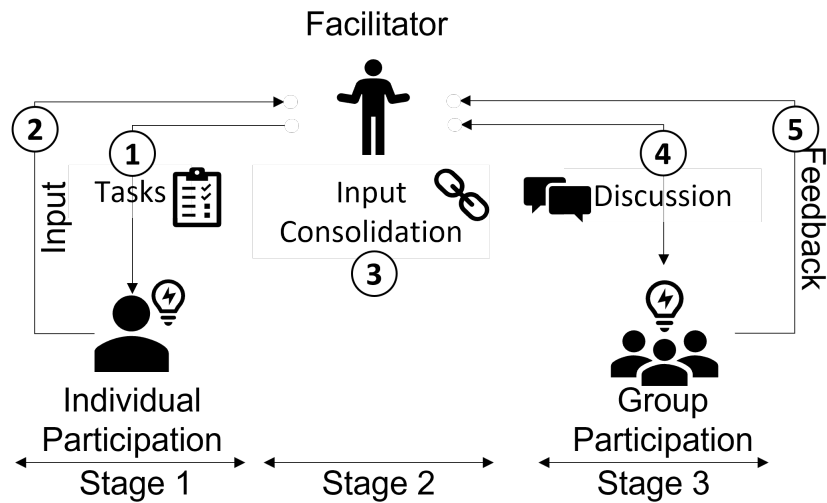 Facilitator
2
1
4
5
Tasks
Input
Input
Consolidation
3
Discussion
Feedback
Individual
Participation
Group
Participation
Stage 1
Stage 2
Stage 3